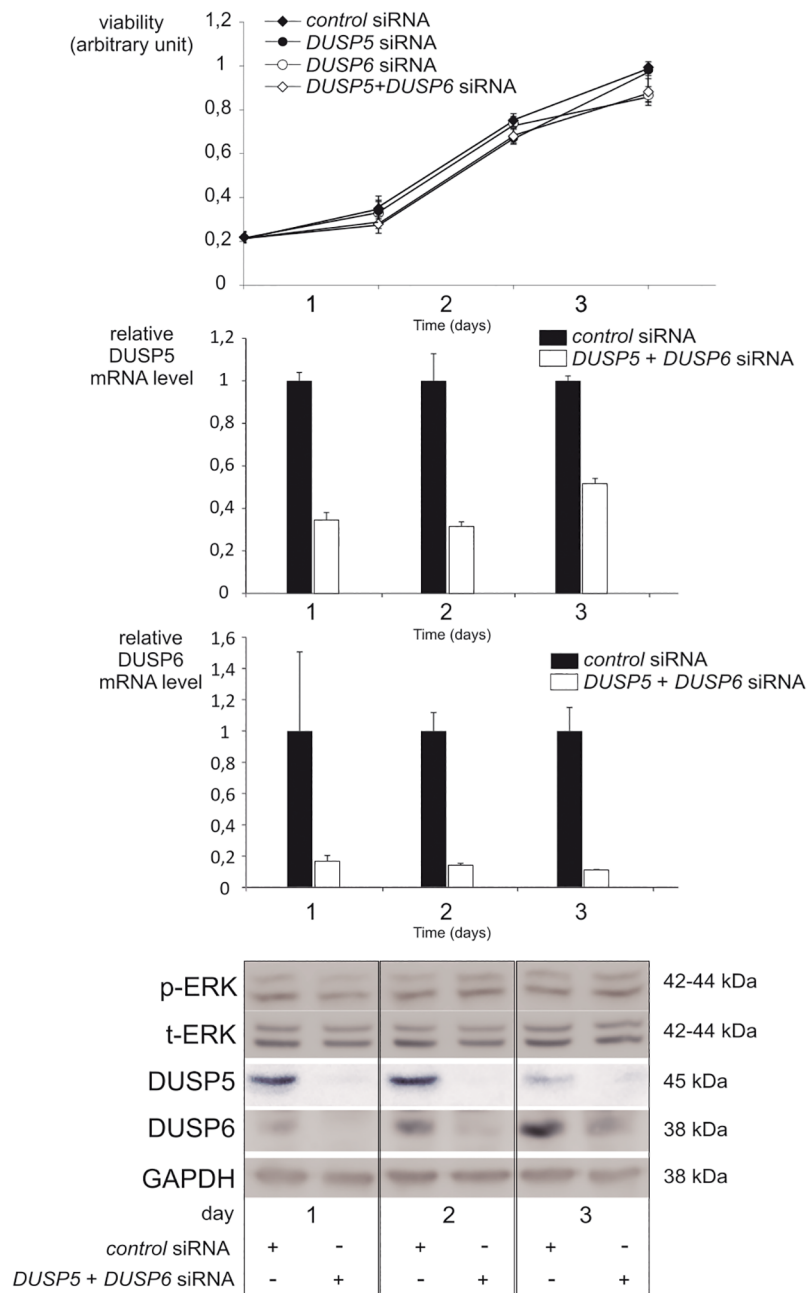 viability
(arbitrary unit)
control siRNA
DUSP5 siRNA
DUSP6 siRNA
DUSP5+DUSP6 siRNA
1,2
1
0,8
0,6
0,4
0,2
0
1 2 3
Time (days)
relative
DUSP5
mRNA level
control siRNA
DUSP5 + DUSP6 siRNA
1,2
1
0,8
0,6
0,4
0,2
0
1 2 3
Time (days)
relative
DUSP6
mRNA level
control siRNA
DUSP5 + DUSP6 siRNA
1,6
1,4
1,2
1
0,8
0,6
0,4
0,2
0
1 2 3
Time (days)
p-ERK 42-44 kDa
t-ERK 42-44 kDa
DUSP5 45 kDa
DUSP6 38 kDa
GAPDH 38 kDa
day 1 2 3
control siRNA + - + - + -
DUSP5 + DUSP6 siRNA - + - + - +